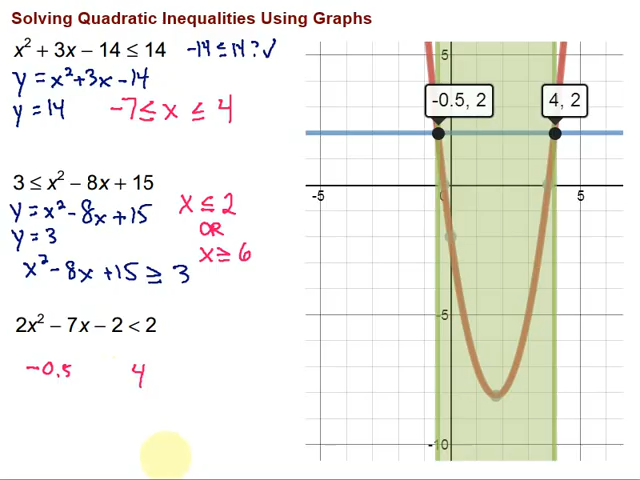 Solving Quadratic Inequalities Using Graphs
x² + 3x − 14 ≤ 14 -14 ≤ 14 ? ✓
y = x² + 3x - 14
y = 14 -7 ≤ x ≤ 4
3 ≤ x² − 8x + 15
y = x² - 8x + 15 x ≤ 2
y = 3 OR
x² - 8x + 15 ≥ 3 x ≥ 6
2x² − 7x − 2 < 2
-0.5 4
5
-0.5, 2 4, 2
-5 5
-5
-10